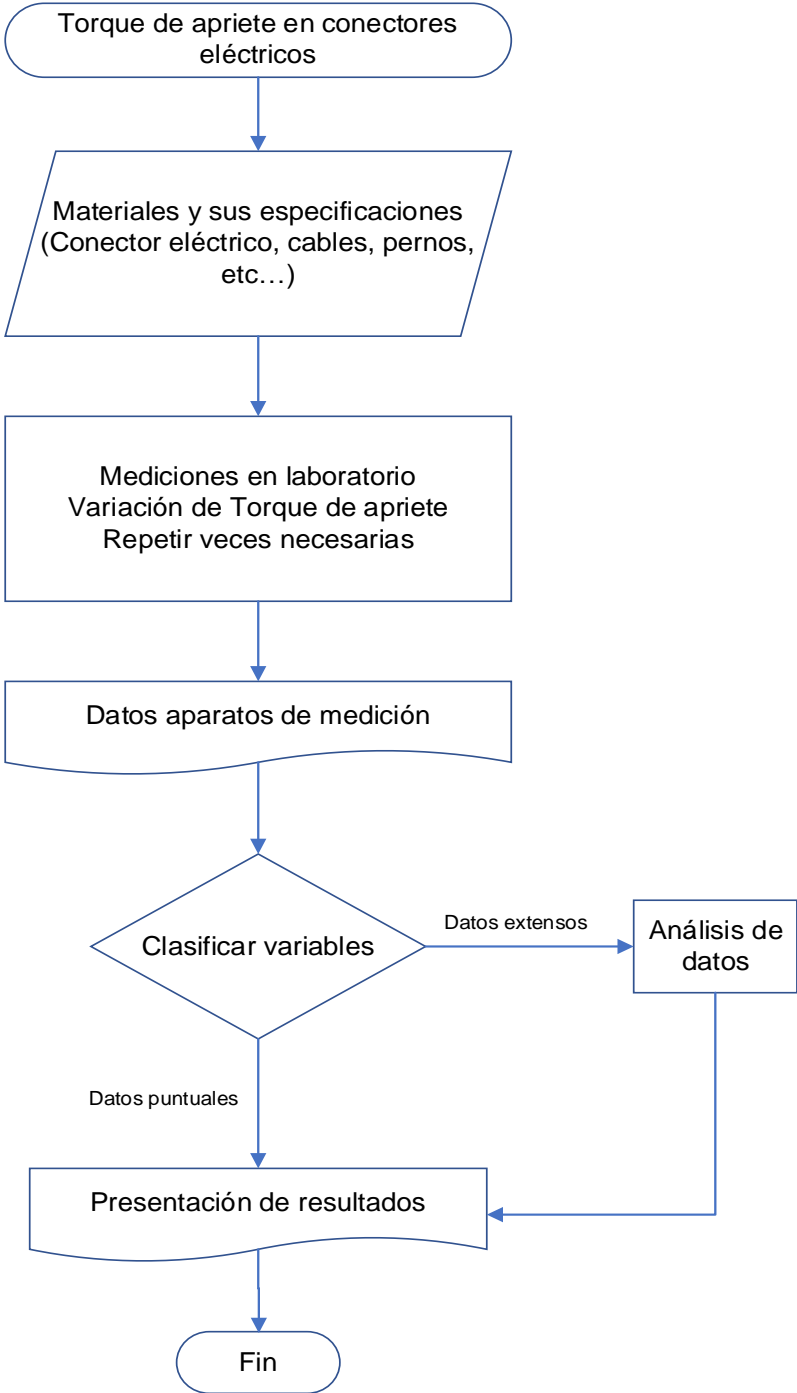 Torque de apriete en conectores
eléctricos
Materiales y sus especificaciones
(Conector eléctrico, cables, pernos,
etc…)
Mediciones en laboratorio
Variación de Torque de apriete
Repetir veces necesarias
Datos aparatos de medición
Clasificar variables
Datos extensos
Análisis de
datos
Datos puntuales
Presentación de resultados
Fin